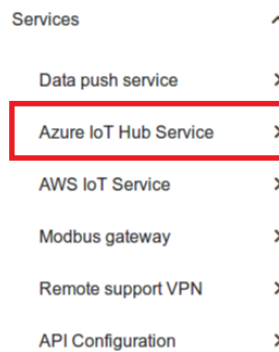 Services
Data push service
Azure IoT Hub Service
AWS IoT Service
Modbus gateway
Remote support VPN
API Configuration